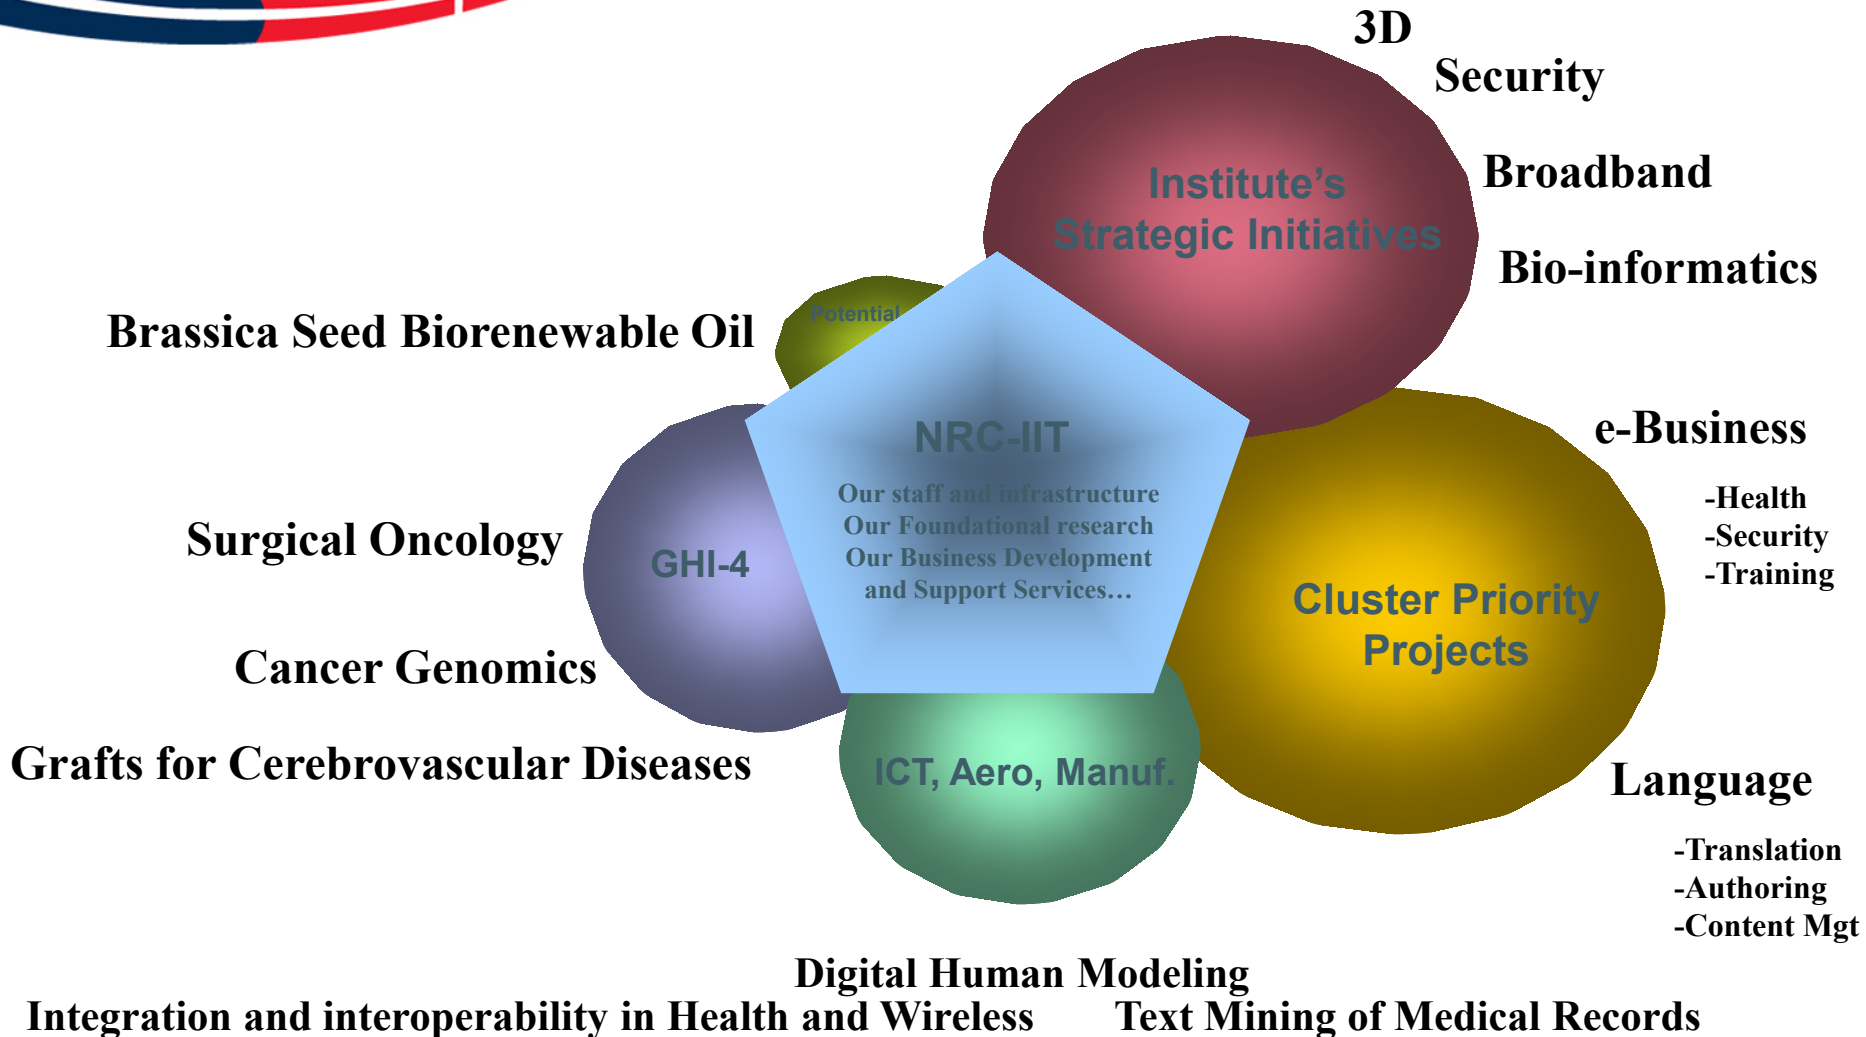 3D
Security
Broadband
Bio-informatics
Institute’s
Strategic Initiatives
Potential
Brassica Seed Biorenewable Oil
NRC-IIT
Our staff and infrastructure
Our Foundational research
Our Business Development
and Support Services…
e-Business
-Health
-Security
-Training
Surgical Oncology
GHI-4
Cluster Priority
Projects
Cancer Genomics
Grafts for Cerebrovascular Diseases
ICT, Aero, Manuf.
Language
-Translation
-Authoring
-Content Mgt
Digital Human Modeling
Integration and interoperability in Health and Wireless
Text Mining of Medical Records